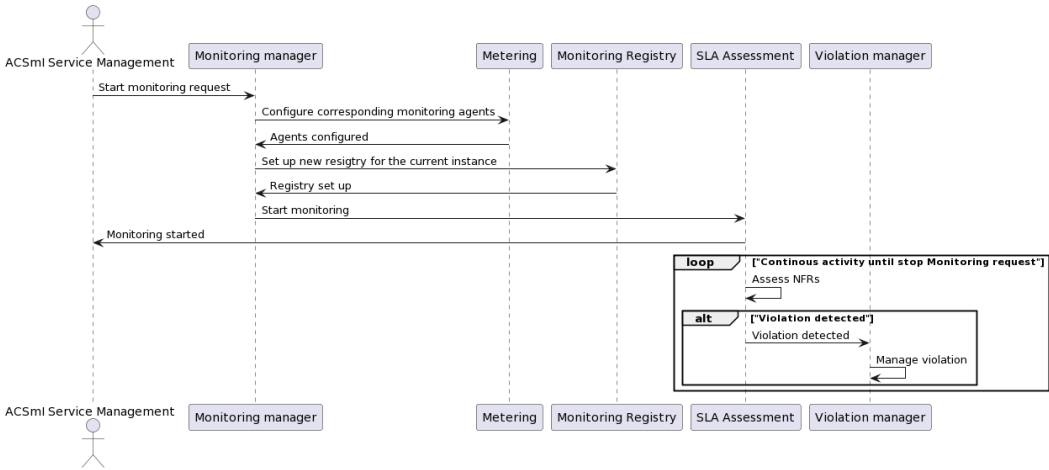 ACSmI Service Management
Monitoring manager
Metering
Monitoring Registry
SLA Assessment
Violation manager
Start monitoring request
Configure corresponding monitoring agents
Agents configured
Set up new resigtry for the current instance
Registry set up
Start monitoring
Monitoring started
loop ["Continous activity until stop Monitoring request"]
Assess NFRs
alt ["Violation detected"]
Violation detected
Manage violation
ACSmI Service Management
Monitoring manager
Metering
Monitoring Registry
SLA Assessment
Violation manager